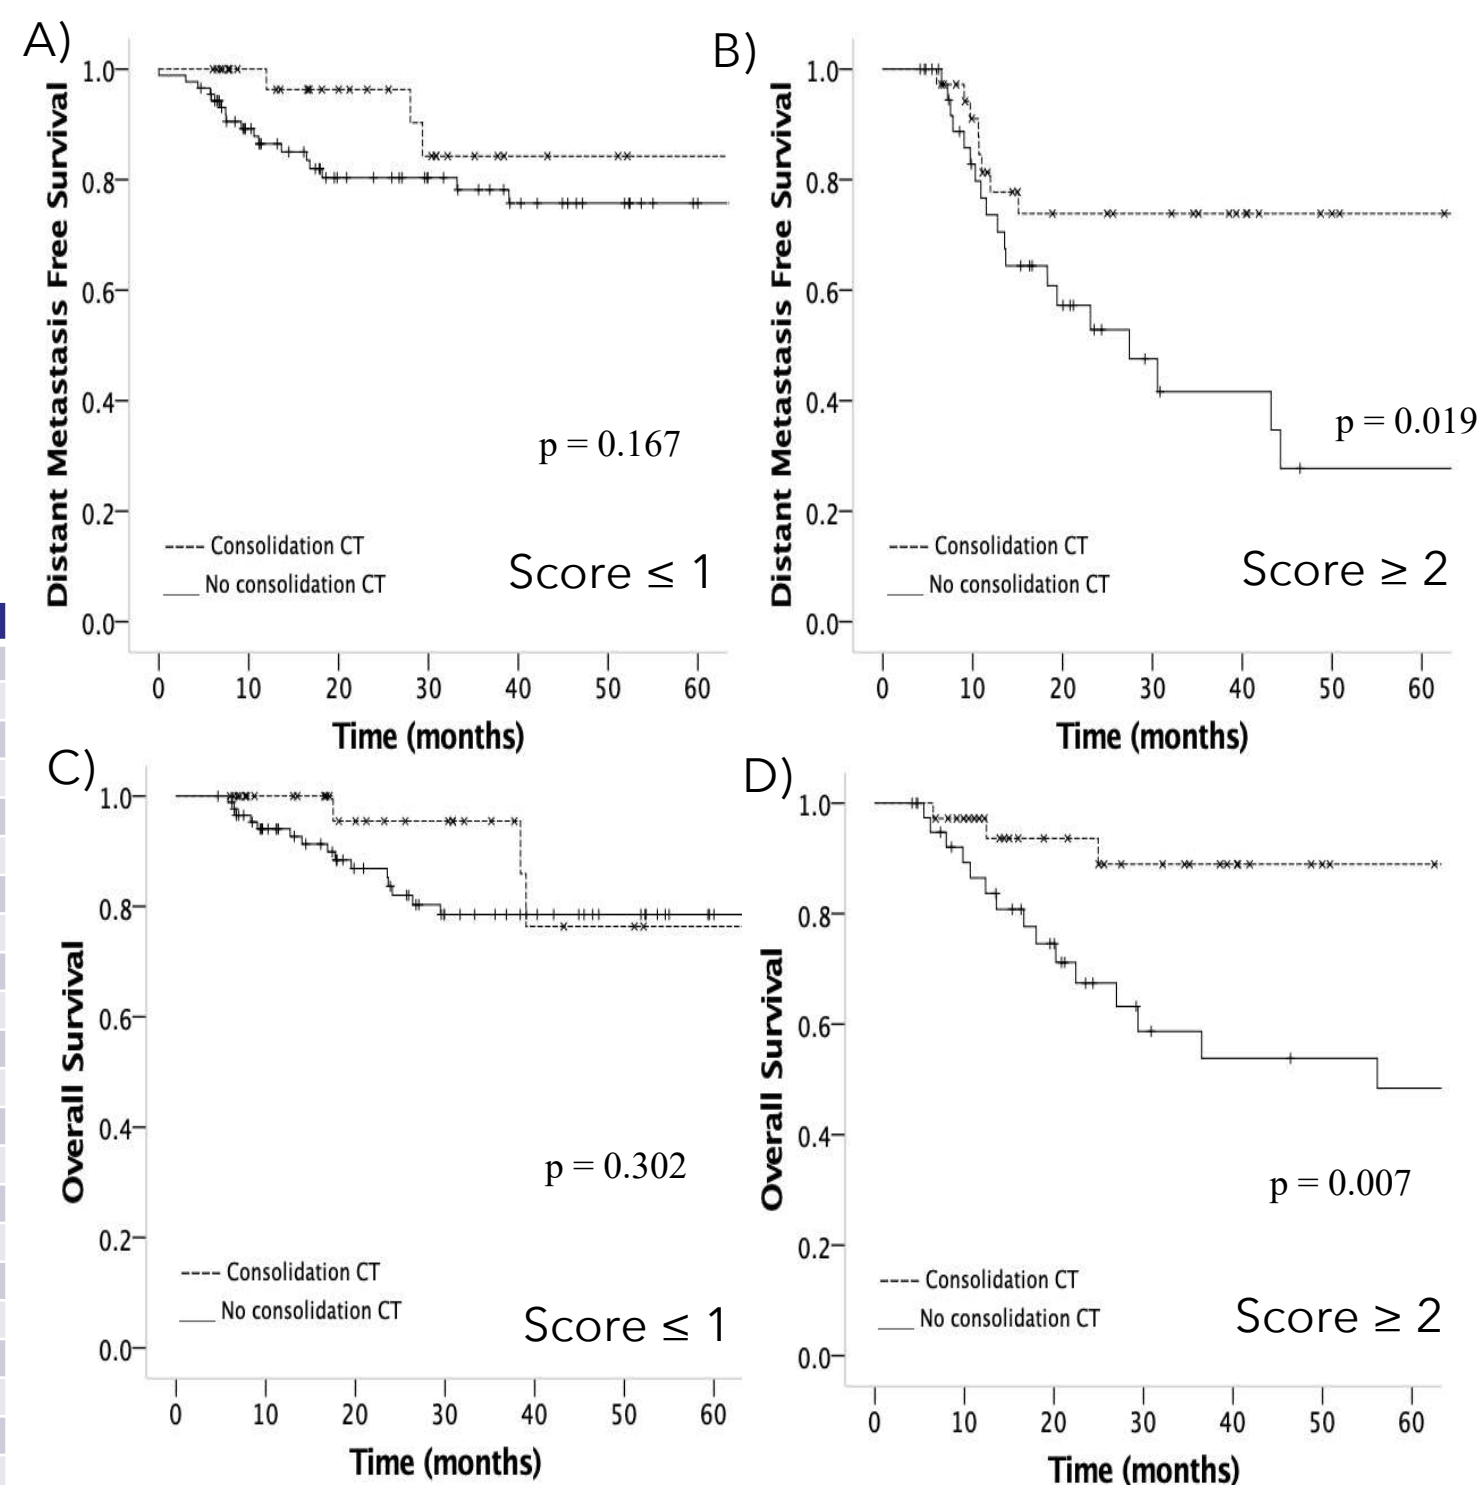 A)
Distant Metastasis Free Survival
1.0
0.8
0.6
0.4
0.2
0.0
p = 0.167
Consolidation CT
No consolidation CT
Score ≤ 1
0 10 20 30 40 50 60
Time (months)
B)
Distant Metastasis Free Survival
1.0
0.8
0.6
0.4
0.2
0.0
p = 0.019
Consolidation CT
No consolidation CT
Score ≥ 2
0 10 20 30 40 50 60
Time (months)
C)
Overall Survival
1.0
0.8
0.6
0.4
0.2
0.0
p = 0.302
Consolidation CT
No consolidation CT
Score ≤ 1
0 10 20 30 40 50 60
Time (months)
D)
Overall Survival
1.0
0.8
0.6
0.4
0.2
0.0
p = 0.007
Consolidation CT
No consolidation CT
Score ≥ 2
0 10 20 30 40 50 60
Time (months)